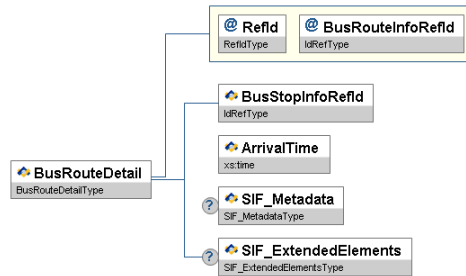 @ RefId
RefIdType
@ BusRouteInfoRefId
IdRefType
BusStopInfoRefId
IdRefType
ArrivalTime
xs:time
BusRouteDetail
BusRouteDetailType
? SIF_Metadata
SIF_MetadataType
? SIF_ExtendedElements
SIF_ExtendedElementsType